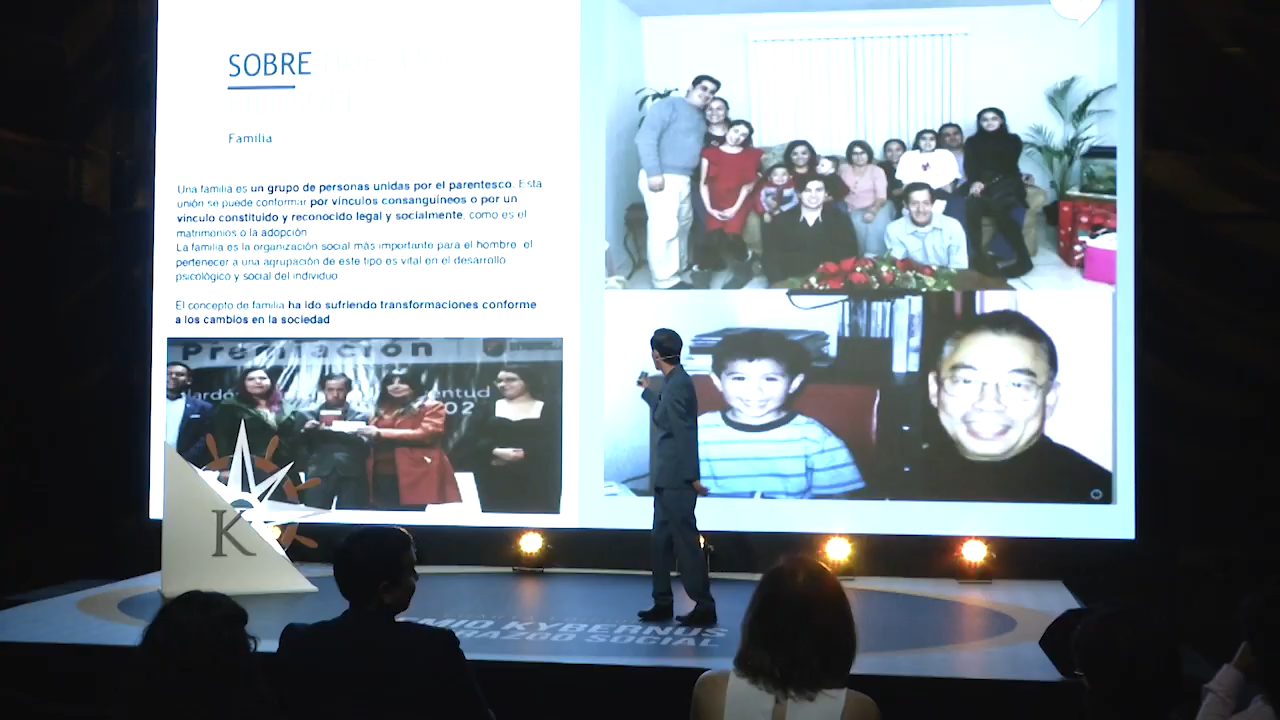 SOBRE
Familia
Una familia es un grupo de personas unidas por el parentesco. Esta
unión se puede conformar por vínculos consanguíneos o por un
vínculo constituido y reconocido legal y socialmente, como es el
matrimonios o la adopción
La familia es la organización social más importante para el hombre, el
pertenecer a una agrupación de este tipo es vital en el desarrollo
psicológico y social del individuo
El concepto de familia ha ido sufriendo transformaciones conforme
a los cambios en la sociedad
Premiación
K
KYBERNUS
SOCIAL